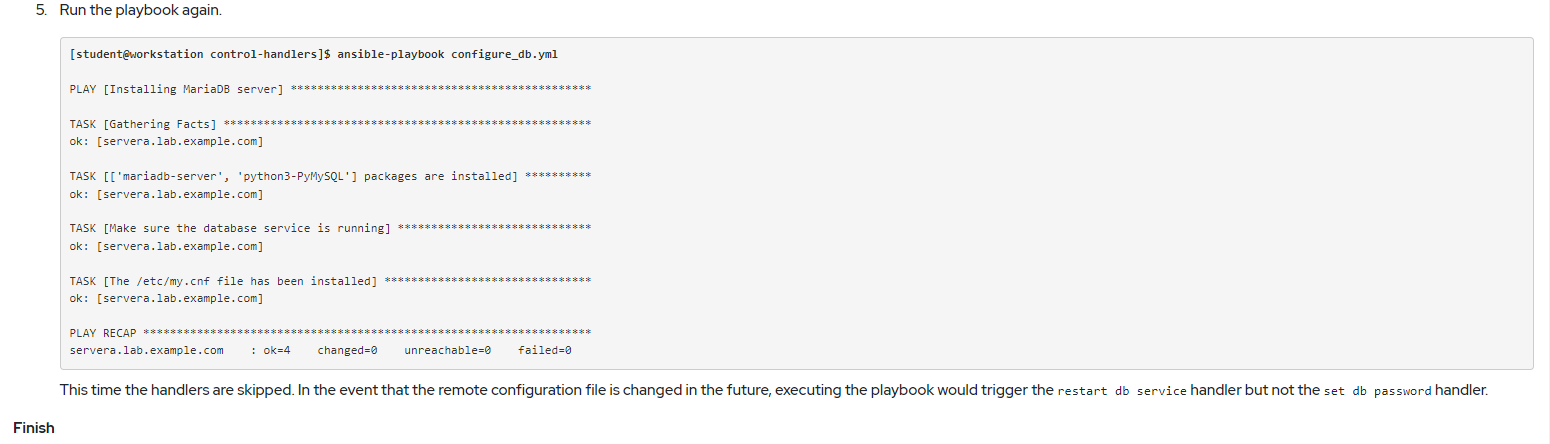 5. Run the playbook again.
[student@workstation control-handlers]$ ansible-playbook configure_db.yml
PLAY [Installing MariaDB server] *********************************************
TASK [Gathering Facts] *******************************************************
ok: [servera.lab.example.com]
TASK [['mariadb-server', 'python3-PyMySQL'] packages are installed] **********
ok: [servera.lab.example.com]
TASK [Make sure the database service is running] *****************************
ok: [servera.lab.example.com]
TASK [The /etc/my.cnf file has been installed] *******************************
ok: [servera.lab.example.com]
PLAY RECAP *******************************************************************
servera.lab.example.com    : ok=4    changed=0    unreachable=0    failed=0
This time the handlers are skipped. In the event that the remote configuration file is changed in the future, executing the playbook would trigger the restart db service handler but not the set db password handler.
Finish